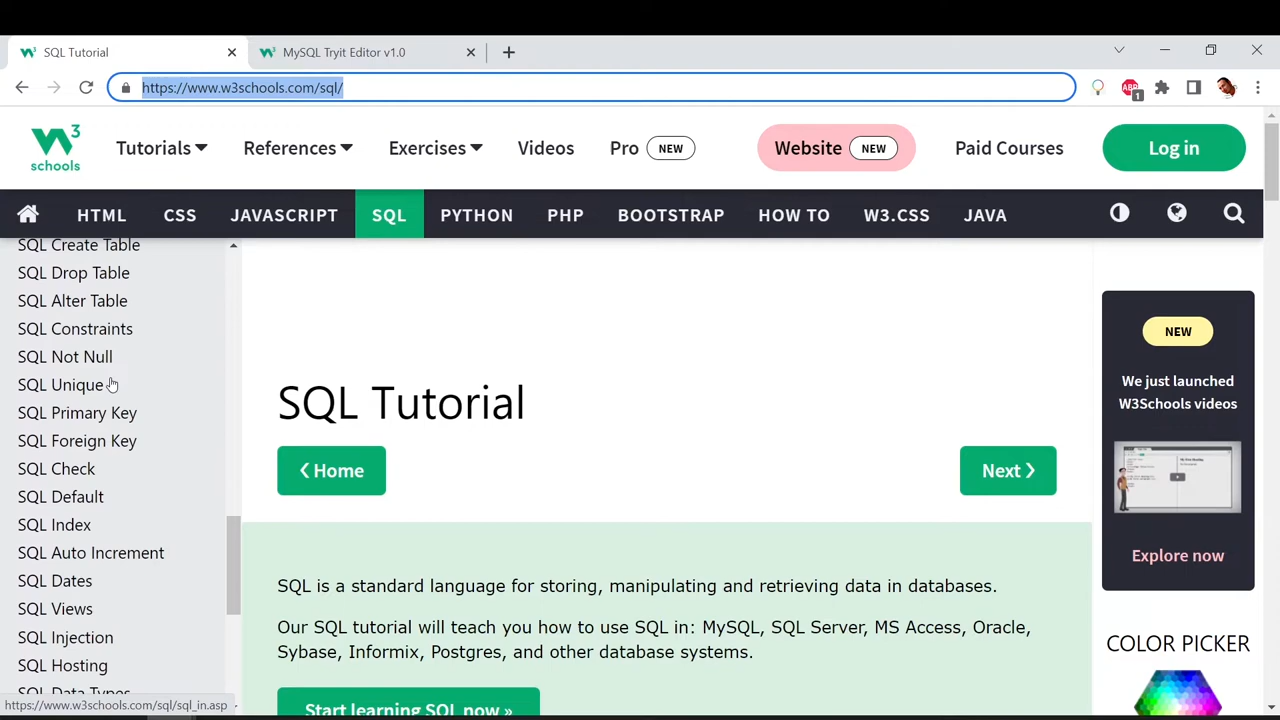 SQL Tutorial
MySQL Tryit Editor v1.0
https://www.w3schools.com/sql/
ABP
1
W3
schools
Tutorials
References
Exercises
Videos
Pro NEW
Website NEW
Paid Courses
Log in
HTML
CSS
JAVASCRIPT
SQL
PYTHON
PHP
BOOTSTRAP
HOW TO
W3.CSS
JAVA
SQL Create Table
SQL Drop Table
SQL Alter Table
SQL Constraints
SQL Not Null
SQL Unique
SQL Primary Key
SQL Foreign Key
SQL Check
SQL Default
SQL Index
SQL Auto Increment
SQL Dates
SQL Views
SQL Injection
SQL Hosting
SQL Data Types
https://www.w3schools.com/sql/sql_in.asp
SQL Tutorial
❮ Home
Next ❯
SQL is a standard language for storing, manipulating and retrieving data in databases.
Our SQL tutorial will teach you how to use SQL in: MySQL, SQL Server, MS Access, Oracle,
Sybase, Informix, Postgres, and other database systems.
Start learning SQL now »
NEW
We just launched
W3Schools videos
Explore now
COLOR PICKER